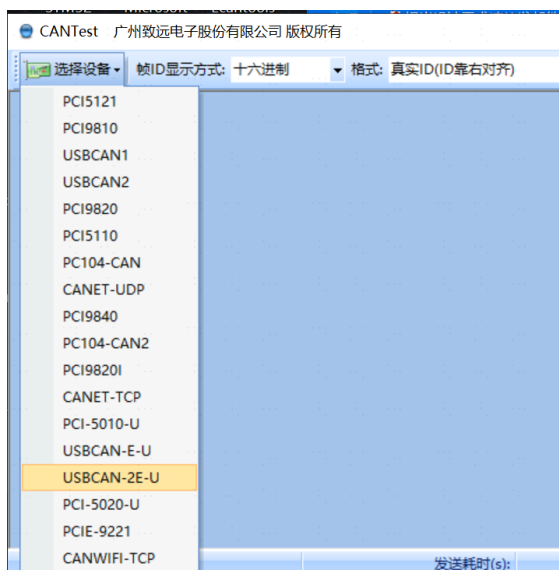 CANTest 广州致远电子股份有限公司 版权所有
选择设备 帧ID显示方式: 十六进制 格式: 真实ID(ID靠右对齐)
PCI5121
PCI9810
USBCAN1
USBCAN2
PCI9820
PCI5110
PC104-CAN
CANET-UDP
PCI9840
PC104-CAN2
PCI9820I
CANET-TCP
PCI-5010-U
USBCAN-E-U
USBCAN-2E-U
PCI-5020-U
PCIE-9221
CANWIFI-TCP
发送耗时(s):